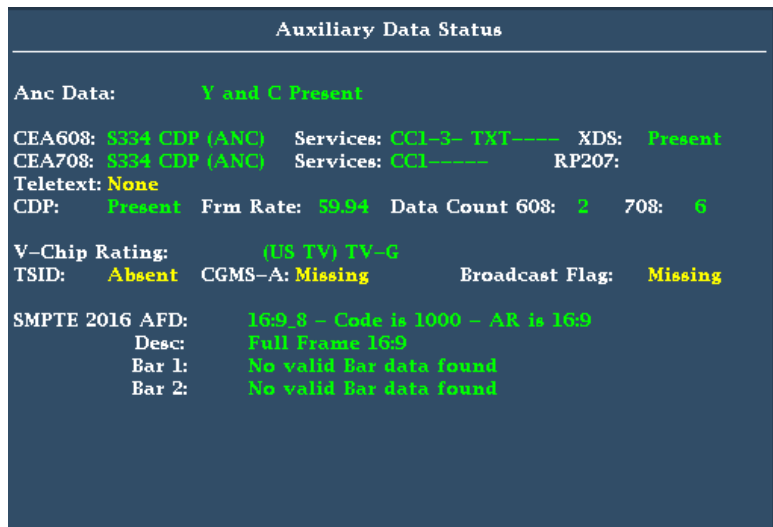 Auxiliary Data Status
Anc Data: Y and C Present
CEA608: S334 CDP (ANC) Services: CC1-3- TXT---- XDS: Present
CEA708: S334 CDP (ANC) Services: CC1----- RP207:
Teletext: None
CDP: Present Frm Rate: 59.94 Data Count 608: 2 708: 6
V-Chip Rating: (US TV) TV-G
TSID: Absent CGMS-A: Missing Broadcast Flag: Missing
SMPTE 2016 AFD: 16:9_8 - Code is 1000 - AR is 16:9
Desc: Full Frame 16:9
Bar 1: No valid Bar data found
Bar 2: No valid Bar data found